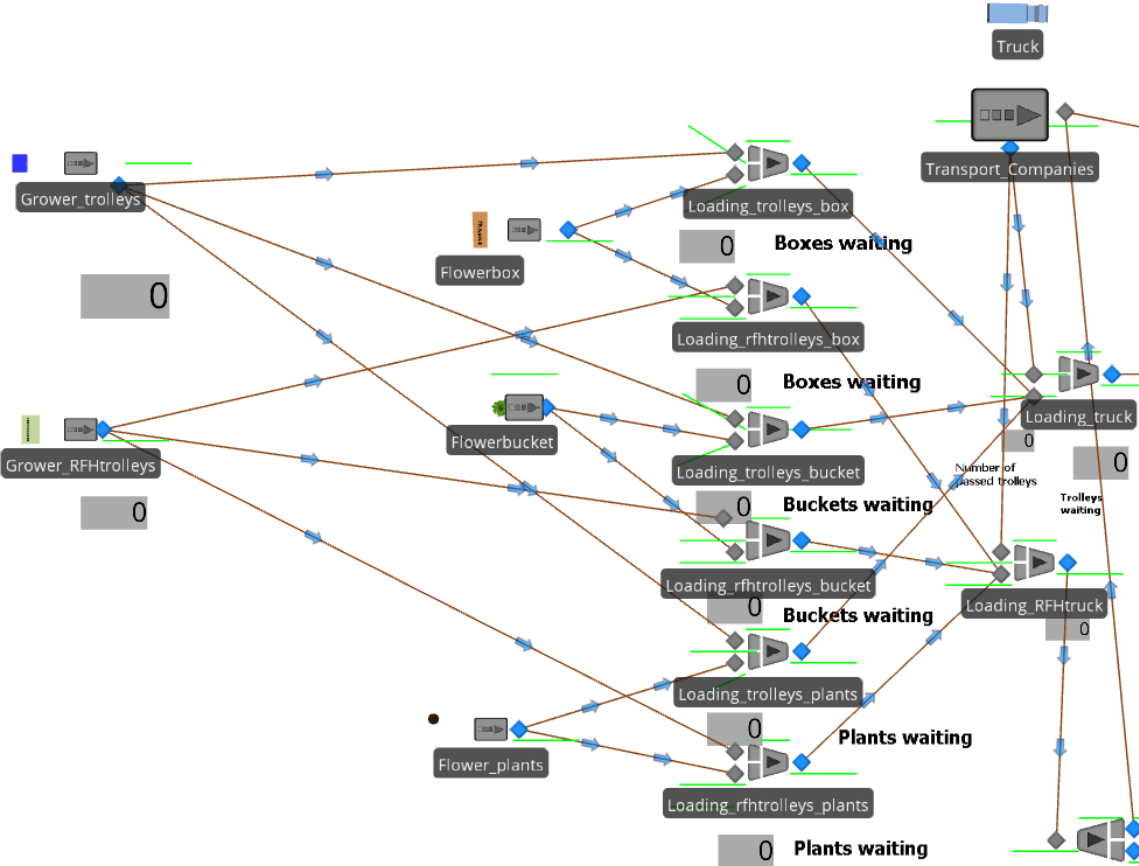 Truck
Transport_Companies
Grower_trolleys
Loading_trolleys_box
0
Boxes waiting
Flowerbox
0
Loading_rfhtrolleys_box
0
Boxes waiting
Loading_truck
Flowerbucket
0
Grower_RFHtrolleys
Loading_trolleys_bucket
0
Number of
passed trolleys
Trolleys
waiting
0
Buckets waiting
0
Loading_rfhtrolleys_bucket
Loading_RFHtruck
0
Buckets waiting
0
Loading_trolleys_plants
0
Plants waiting
Flower_plants
Loading_rfhtrolleys_plants
0
Plants waiting